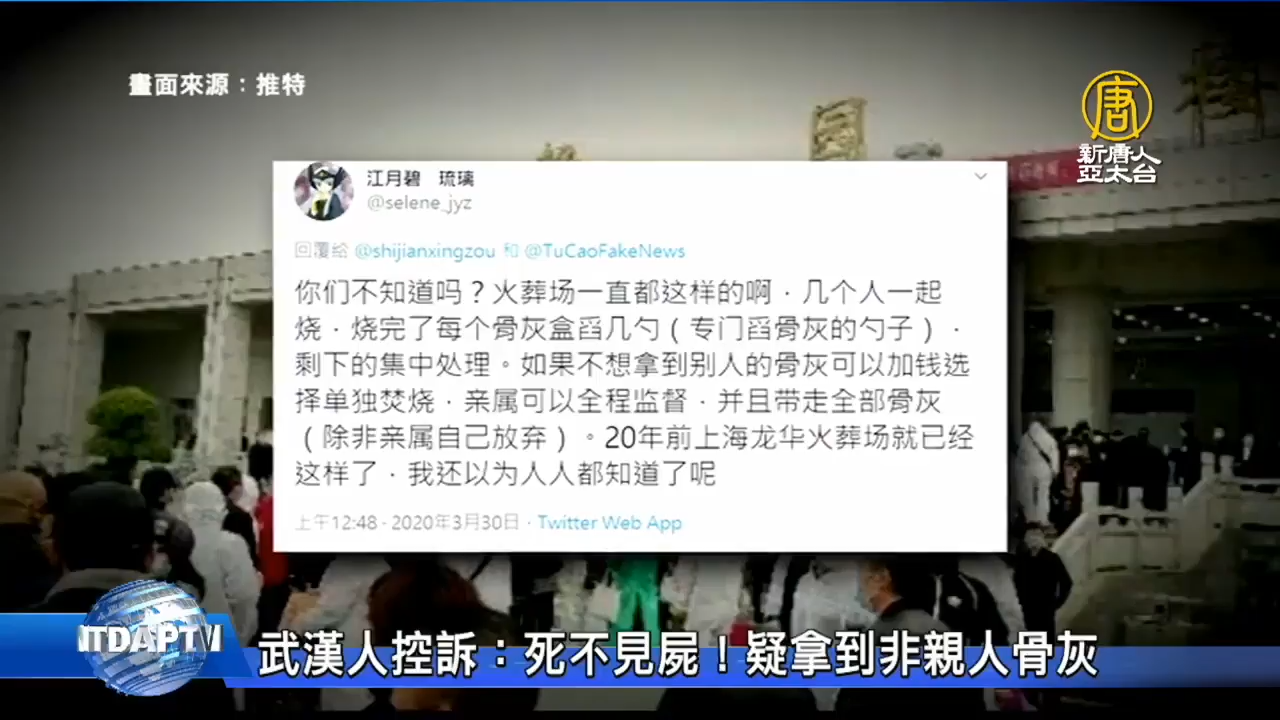 畫面來源：推特
唐
新唐人
亞太台
江月碧　琉璃
@selene_jyz
回覆給 @shijianxingzou 和 @TuCaoFakeNews
你们不知道吗？火葬场一直都这样的啊，几个人一起
烧，烧完了每个骨灰盒舀几勺（专门舀骨灰的勺子），
剩下的集中处理。如果不想拿到别人的骨灰可以加钱选
择单独焚烧，亲属可以全程监督，并且带走全部骨灰
（除非亲属自己放弃）。20年前上海龙华火葬场就已经
这样了，我还以为人人都知道了呢
上午12:48 · 2020年3月30日 · Twitter Web App
NTDAPTV
武漢人控訴：死不見屍！疑拿到非親人骨灰